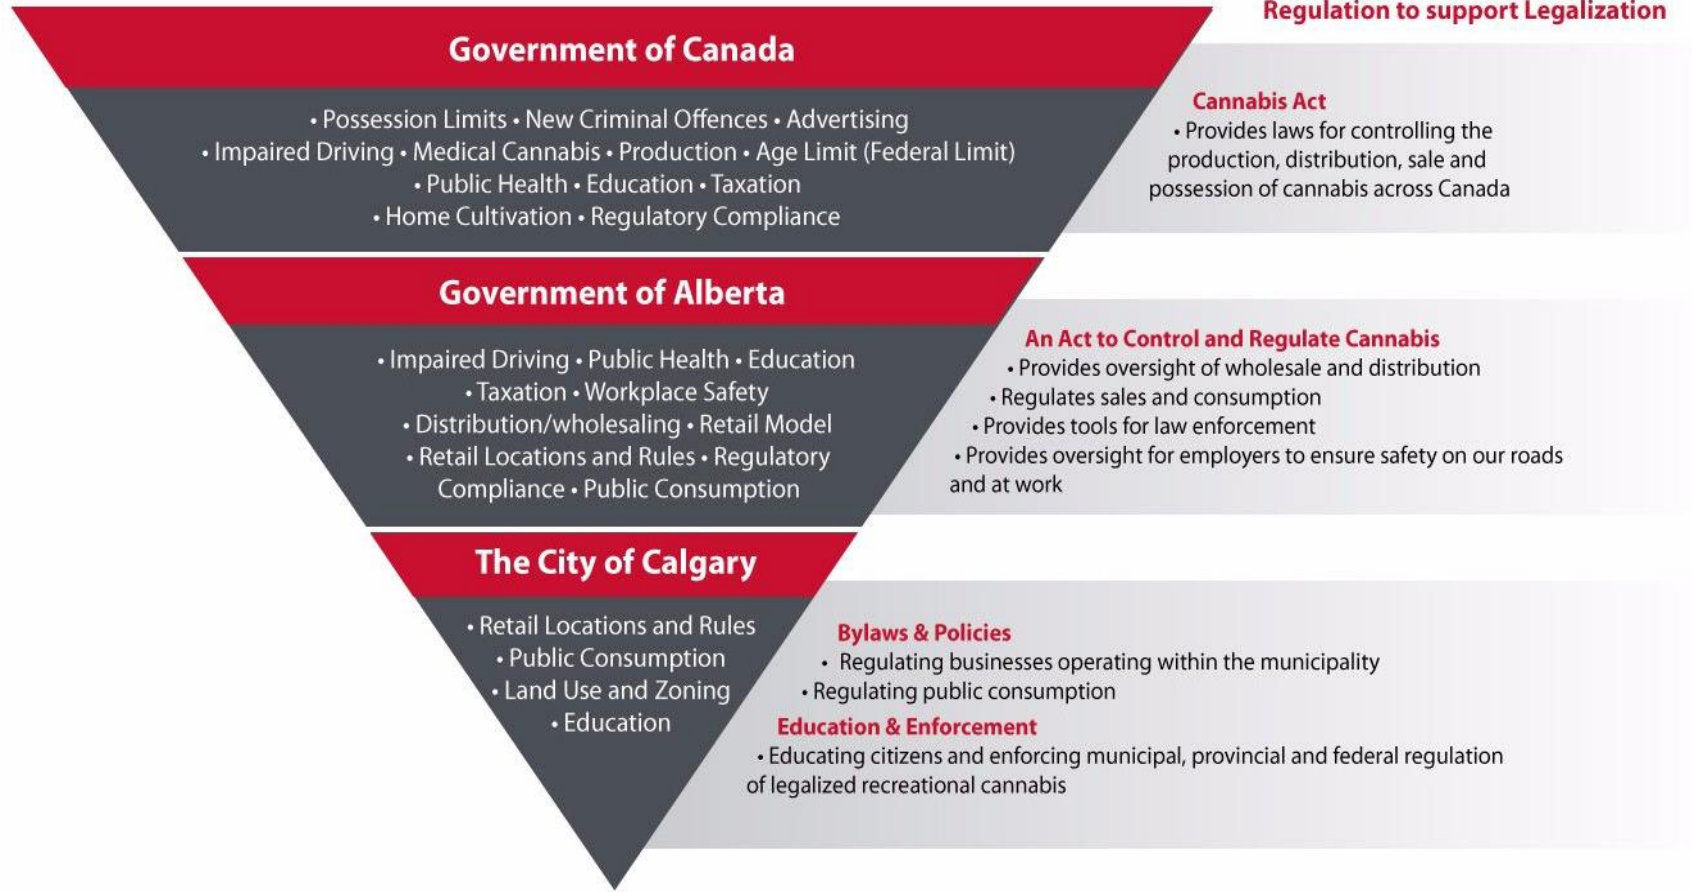 Regulation to support Legalization
Government of Canada
• Possession Limits • New Criminal Offences • Advertising
• Impaired Driving • Medical Cannabis • Production • Age Limit (Federal Limit)
• Public Health • Education • Taxation
• Home Cultivation • Regulatory Compliance
Cannabis Act
• Provides laws for controlling the
production, distribution, sale and
possession of cannabis across Canada
Government of Alberta
• Impaired Driving • Public Health • Education
• Taxation • Workplace Safety
• Distribution/wholesaling • Retail Model
• Retail Locations and Rules • Regulatory
Compliance • Public Consumption
An Act to Control and Regulate Cannabis
• Provides oversight of wholesale and distribution
• Regulates sales and consumption
• Provides tools for law enforcement
• Provides oversight for employers to ensure safety on our roads
and at work
The City of Calgary
• Retail Locations and Rules
• Public Consumption
• Land Use and Zoning
• Education
Bylaws & Policies
• Regulating businesses operating within the municipality
• Regulating public consumption
Education & Enforcement
• Educating citizens and enforcing municipal, provincial and federal regulation
of legalized recreational cannabis